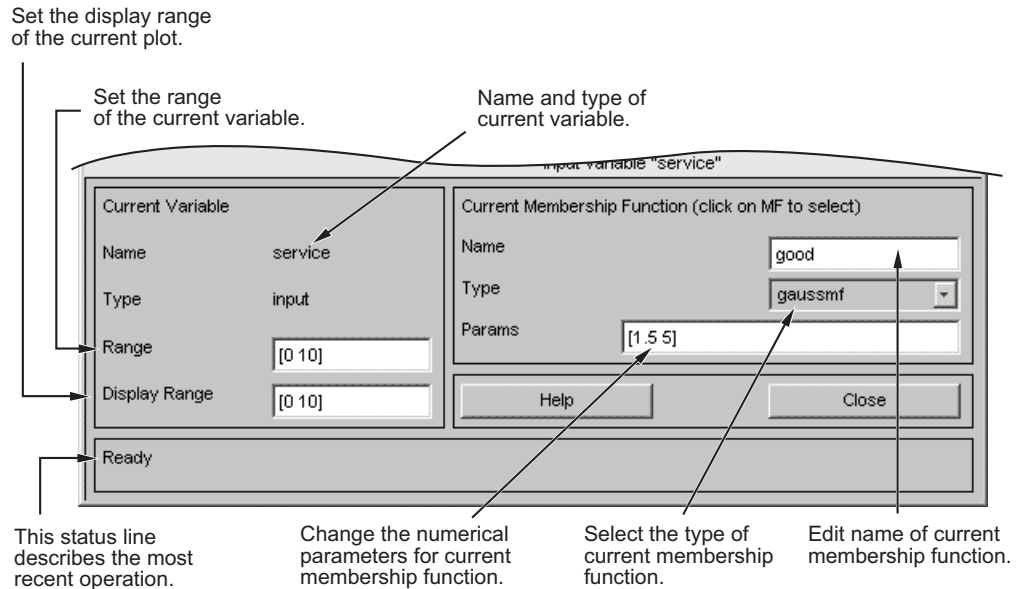 Set the display range
of the current plot.
Set the range
of the current variable.
Name and type of
current variable.
Input Variable "service"
Current Variable
Name service
Type input
Range [0 10]
Display Range [0 10]
Current Membership Function (click on MF to select)
Name good
Type gaussmf
Params [1.5 5]
Help Close
Ready
This status line
describes the most
recent operation.
Change the numerical
parameters for current
membership function.
Select the type of
current membership
function.
Edit name of current
membership function.